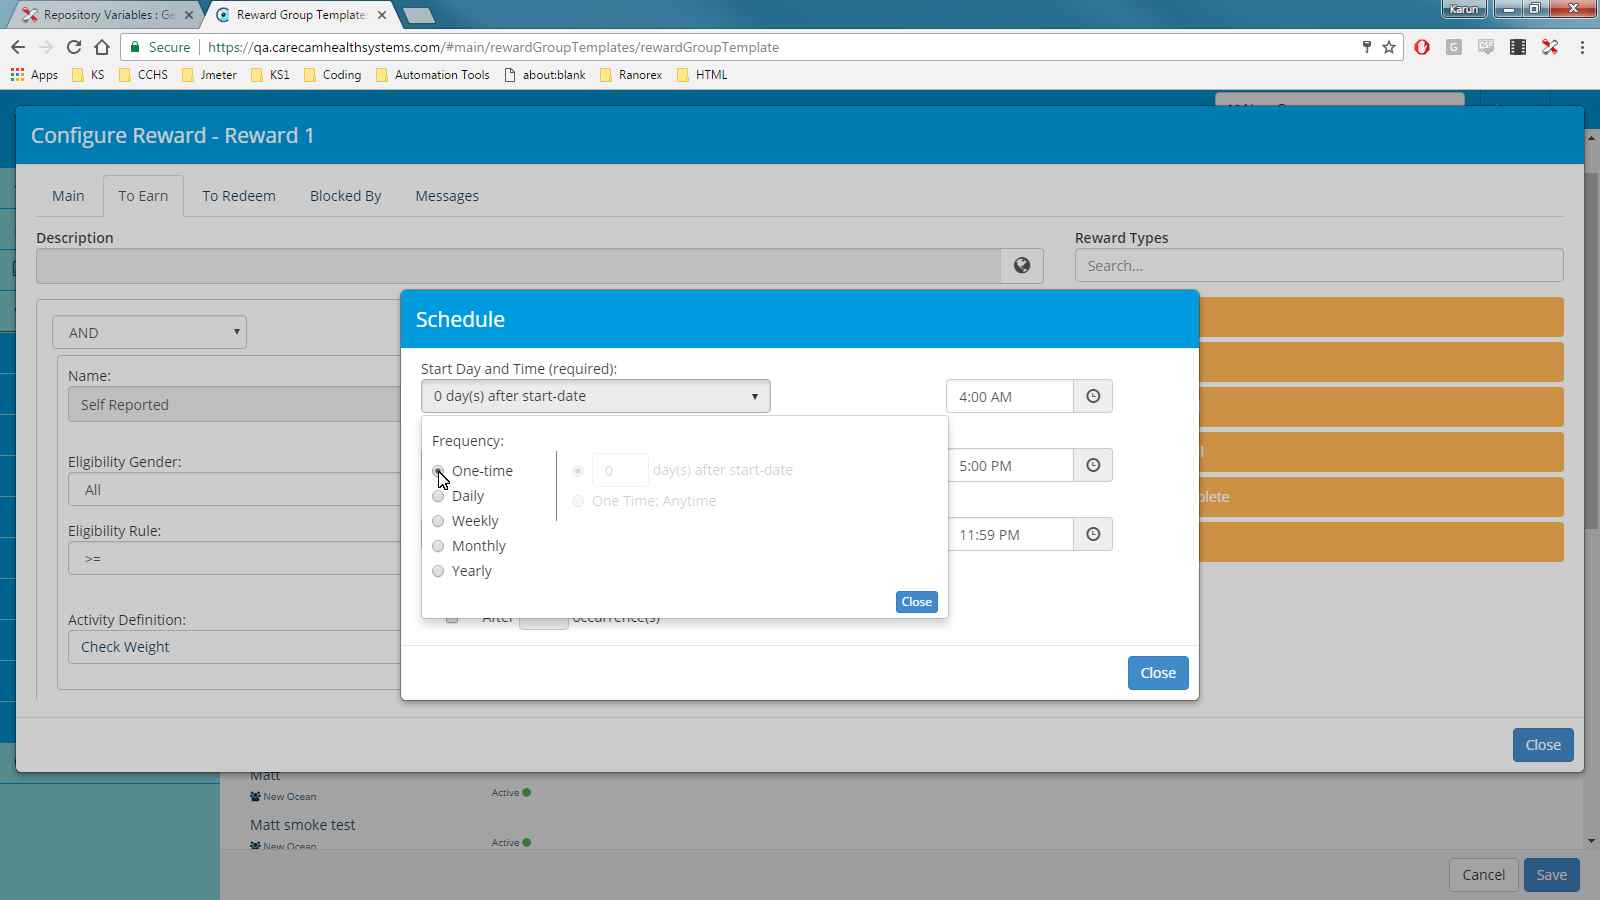 Repository Variables : Ge
Reward Group Template
Karun
Secure
https://qa.carecamhealthsystems.com/#main/rewardGroupTemplates/rewardGroupTemplate
Apps
KS
CCHS
Jmeter
KS1
Coding
Automation Tools
about:blank
Ranorex
HTML
Configure Reward - Reward 1
Main
To Earn
To Redeem
Blocked By
Messages
Description
Reward Types
Search...
AND
Name:
Self Reported
Eligibility Gender:
All
Eligibility Rule:
>=
Activity Definition:
Check Weight
Schedule
Start Day and Time (required):
0 day(s) after start-date
4:00 AM
Frequency:
One-time
0 day(s) after start-date
Daily
One Time; Anytime
Weekly
Monthly
Yearly
Close
5:00 PM
11:59 PM
After
occurrence(s)
Close
plete
Close
Matt
New Ocean
Active
Matt smoke test
New Ocean
Active
Cancel
Save